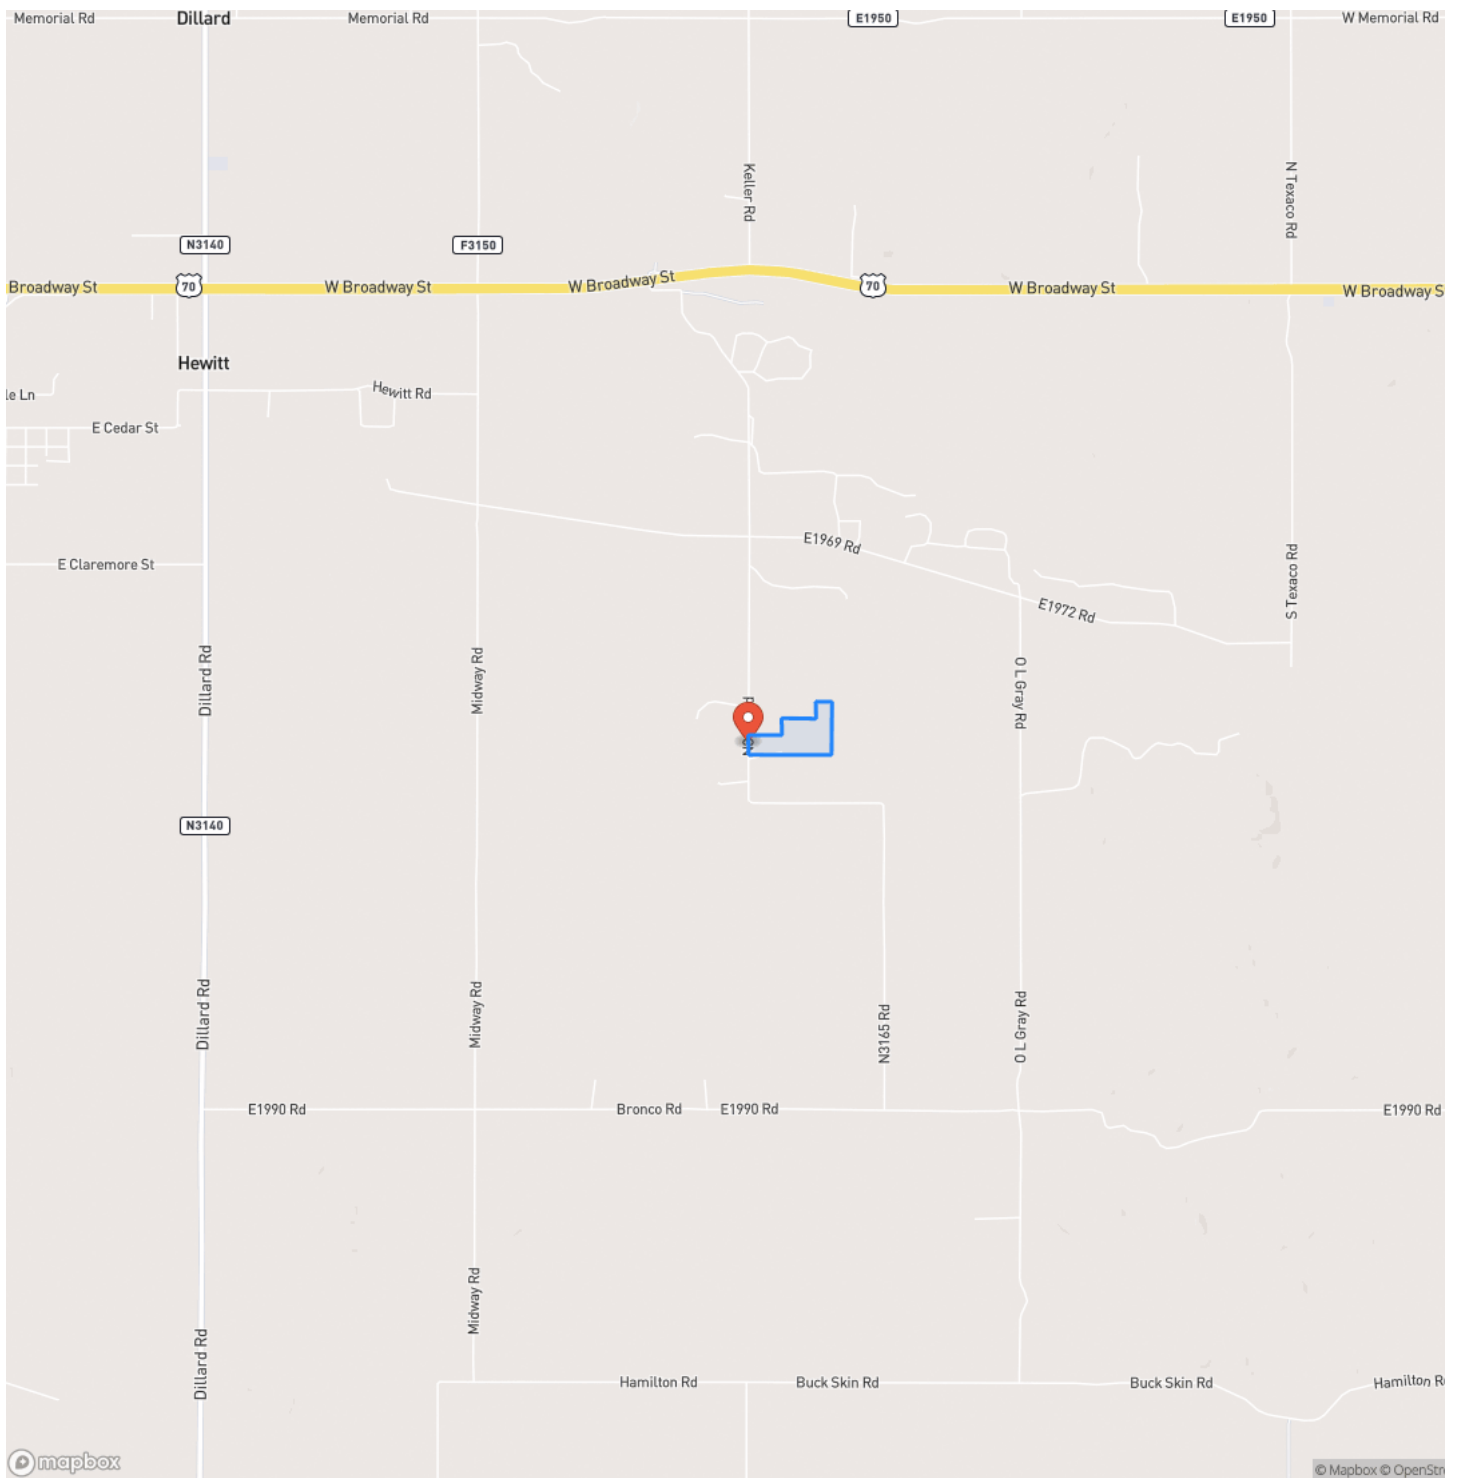 Memorial Rd
Dillard
Memorial Rd
E1950
E1950
W Memorial Rd
Keller Rd
N Texaco Rd
N3140
F3150
Broadway St
70
W Broadway St
W Broadway St
70
W Broadway St
W Broadway S
Hewitt
le Ln
Hewitt Rd
E Cedar St
E1969 Rd
E Claremore St
E1972 Rd
S Texaco Rd
Dillard Rd
Midway Rd
O L Gray Rd
N3140
Dillard Rd
Midway Rd
N3165 Rd
O L Gray Rd
E1990 Rd
Bronco Rd
E1990 Rd
E1990 Rd
Midway Rd
Dillard Rd
Hamilton Rd
Buck Skin Rd
Buck Skin Rd
Hamilton R
mapbox
© Mapbox © OpenStr